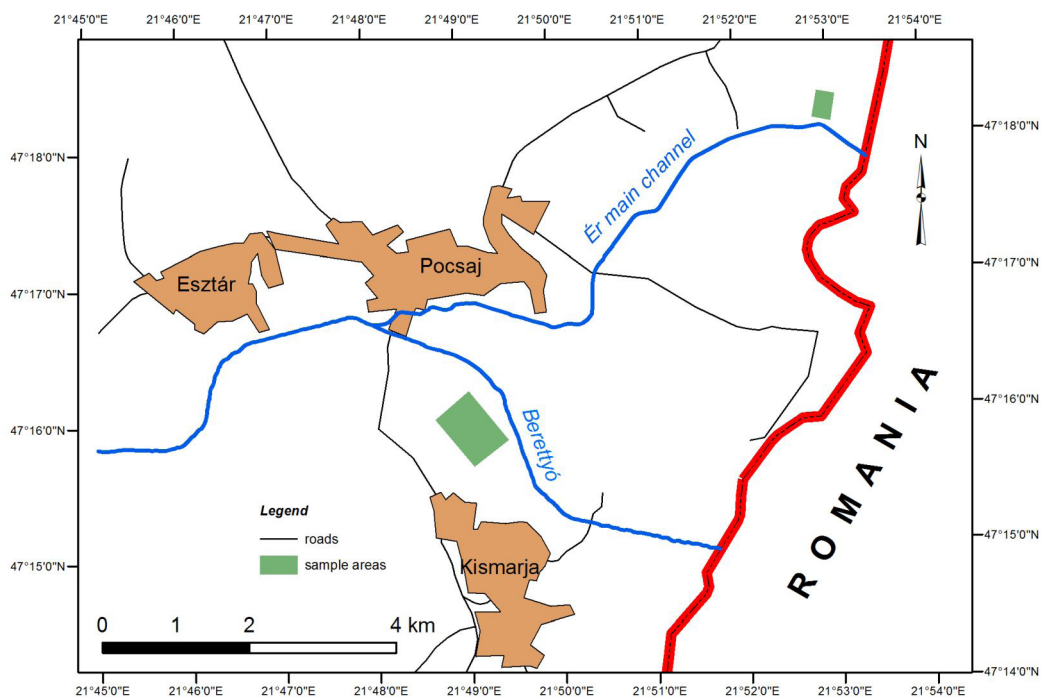 21°45'0"E 21°46'0"E 21°47'0"E 21°48'0"E 21°49'0"E 21°50'0"E 21°51'0"E 21°52'0"E 21°53'0"E 21°54'0"E
47°18'0"N
47°17'0"N
47°16'0"N
47°15'0"N
47°18'0"N
47°17'0"N
47°16'0"N
47°15'0"N
47°14'0"N
N
Ér main channel
Pocsaj
Esztár
Berettyó
ROMANIA
Kismarja
Legend
roads
sample areas
0 1 2 4 km
21°45'0"E 21°46'0"E 21°47'0"E 21°48'0"E 21°49'0"E 21°50'0"E 21°51'0"E 21°52'0"E 21°53'0"E